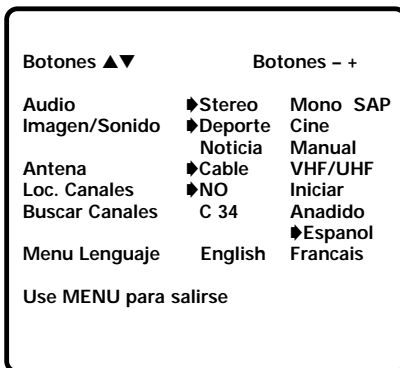 Botones ▲▼ Botones – +
Audio ➧Stereo Mono SAP
Imagen/Sonido ➧Deporte Cine
Noticia Manual
Antena ➧Cable VHF/UHF
Loc. Canales ➧NO Iniciar
Buscar Canales C 34 Anadido
➧Espanol
Menu Lenguaje English Francais
Use MENU para salirse